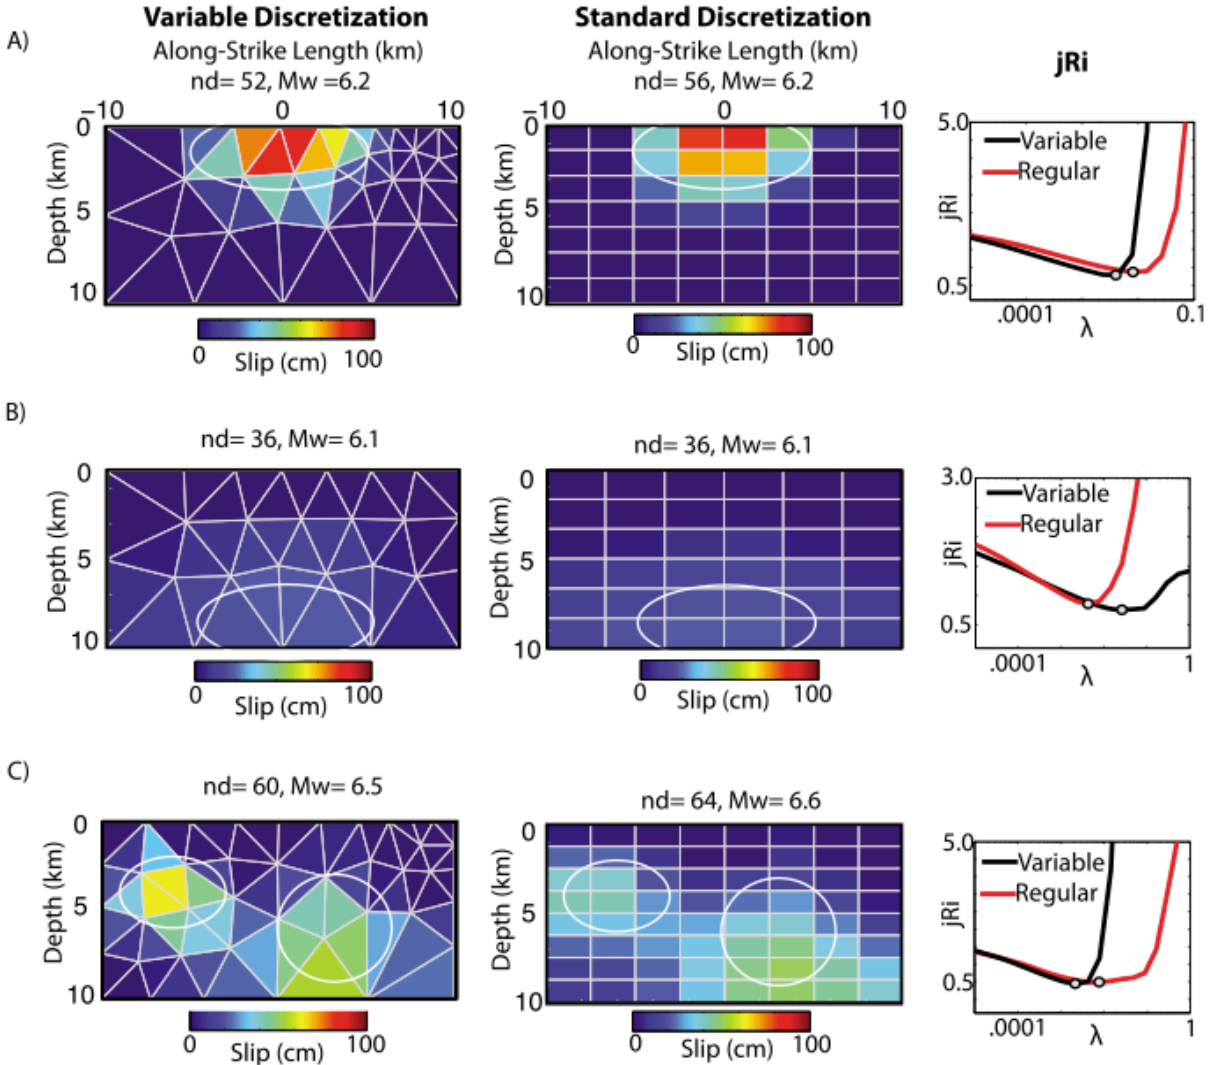 Variable Discretization
Standard Discretization
A)
Along-Strike Length (km)
Along-Strike Length (km)
jRi
nd= 52, Mw =6.2
nd= 56, Mw =6.2
−10 0 10
−10 0 10
0
5
10
Depth (km)
0
5
10
Depth (km)
5.0
Variable
Regular
jRi
0.5
.0001 0.1
λ
0 100
Slip (cm)
0 100
Slip (cm)
B)
nd= 36, Mw= 6.1
nd= 36, Mw= 6.1
0
5
10
Depth (km)
0
5
10
Depth (km)
3.0
Variable
Regular
jRi
0.5
.0001 1
λ
0 100
Slip (cm)
0 100
Slip (cm)
C)
nd= 60, Mw= 6.5
nd= 64, Mw= 6.6
0
5
10
Depth (km)
0
5
10
Depth (km)
5.0
Variable
Regular
jRi
0.5
.0001 1
λ
0 100
Slip (cm)
0 100
Slip (cm)